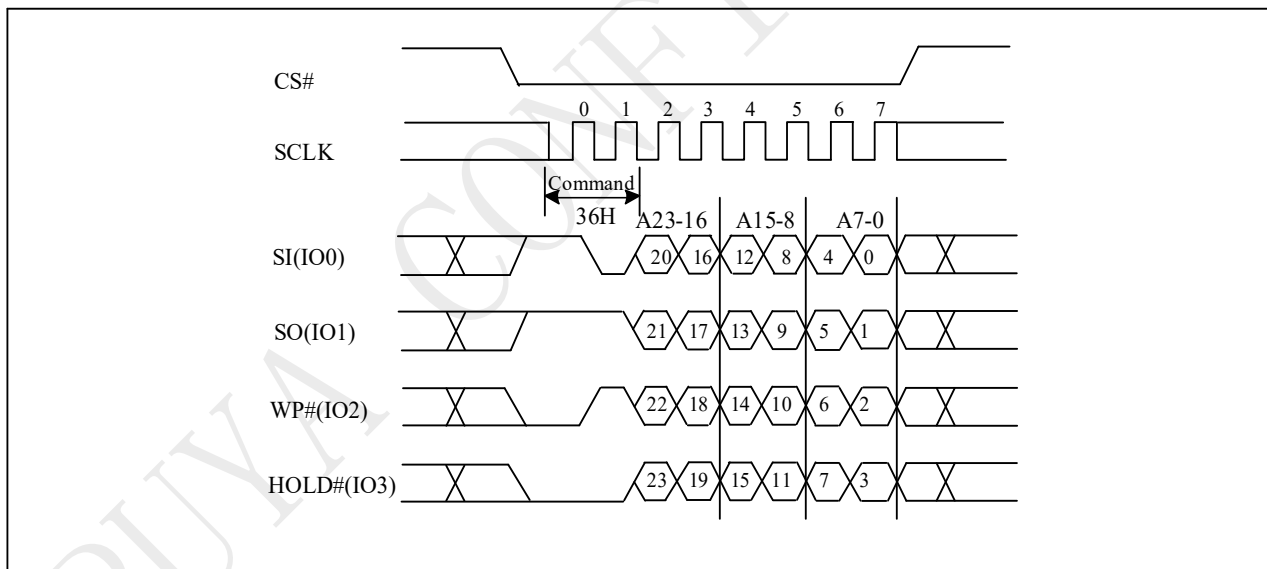 CS#
0 1 2 3 4 5 6 7
SCLK
Command
36H
A23-16 A15-8 A7-0
SI(IO0) 20 16 12 8 4 0
SO(IO1) 21 17 13 9 5 1
WP#(IO2) 22 18 14 10 6 2
HOLD#(IO3) 23 19 15 11 7 3
PUYA CONF